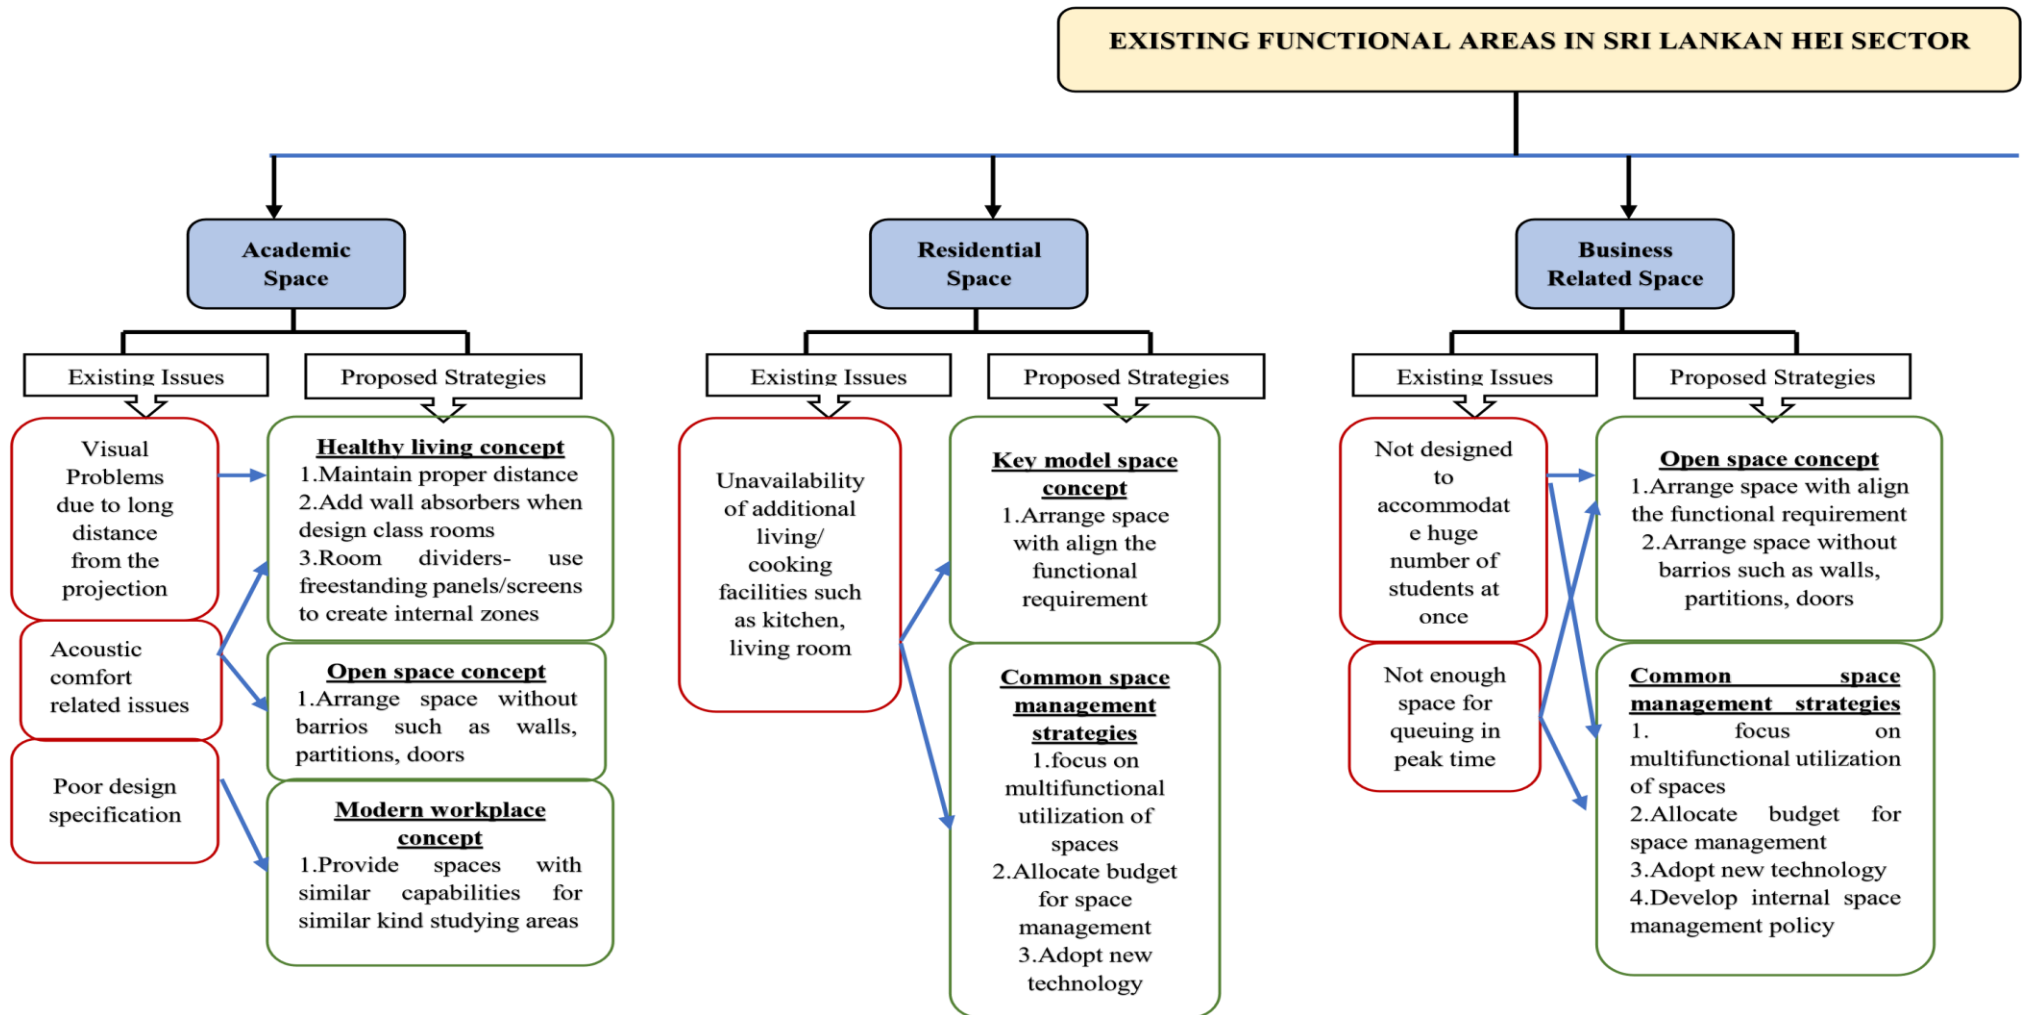 EXISTING FUNCTIONAL AREAS IN SRI LANKAN HEI SECTOR
Academic
Space
Existing Issues
Proposed Strategies
Visual
Problems
due to long
distance
from the
projection
Acoustic
comfort
related issues
Poor design
specification
Healthy living concept
1.Maintain proper distance
2.Add wall absorbers when
design class rooms
3.Room dividers- use
freestanding panels/screens
to create internal zones
Open space concept
1.Arrange space without
barrios such as walls,
partitions, doors
Modern workplace
concept
1.Provide spaces with
similar capabilities for
similar kind studying areas
Residential
Space
Existing Issues
Proposed Strategies
Unavailability
of additional
living/
cooking
facilities such
as kitchen,
living room
Key model space
concept
1.Arrange space
with align the
functional
requirement
Common space
management
strategies
1.focus on
multifunctional
utilization of
spaces
2.Allocate budget
for space
management
3.Adopt new
technology
Business
Related Space
Existing Issues
Proposed Strategies
Not designed
to
accommodat
e huge
number of
students at
once
Not enough
space for
queuing in
peak time
Open space concept
1.Arrange space with align
the functional requirement
2.Arrange space without
barrios such as walls,
partitions, doors
Common space
management strategies
1. focus on
multifunctional utilization
of spaces
2.Allocate budget for
space management
3.Adopt new technology
4.Develop internal space
management policy